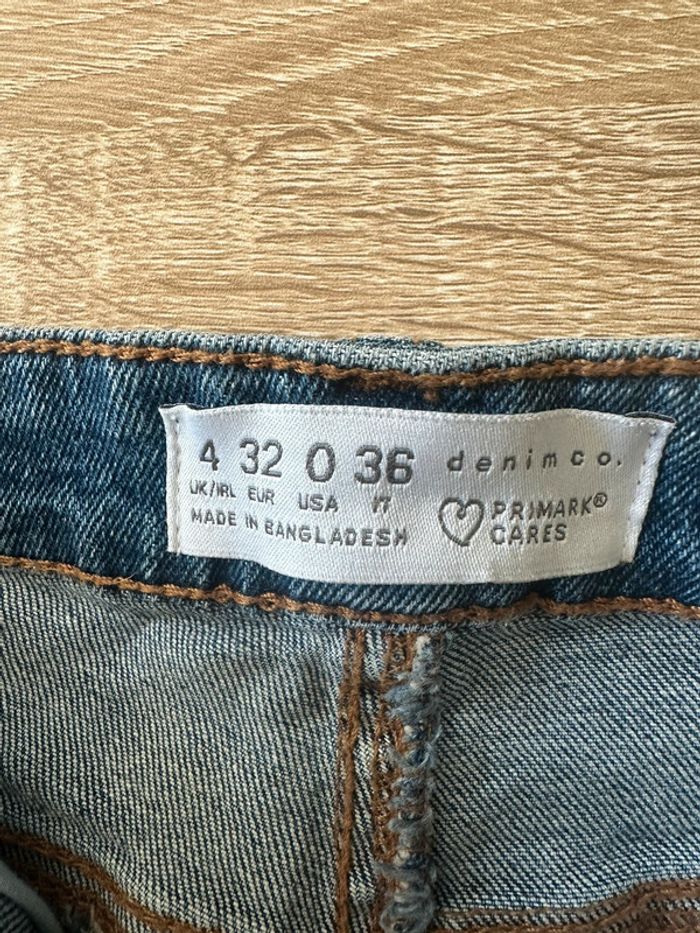 4 32 0 36
UK/IRL EUR USA IT
MADE IN BANGLADESH
denimco.
PRIMARK®
CARES